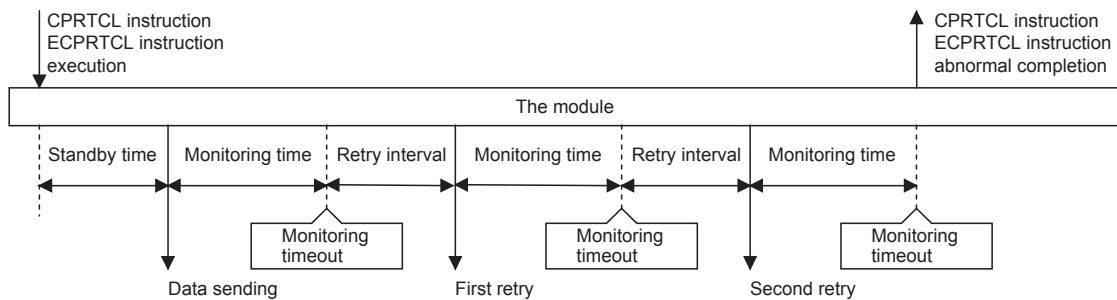 CPRTCL instruction
ECPRTCL instruction
execution
CPRTCL instruction
ECPRTCL instruction
abnormal completion
The module
Standby time
Monitoring time
Retry interval
Monitoring time
Retry interval
Monitoring time
Monitoring
timeout
Monitoring
timeout
Monitoring
timeout
Data sending
First retry
Second retry